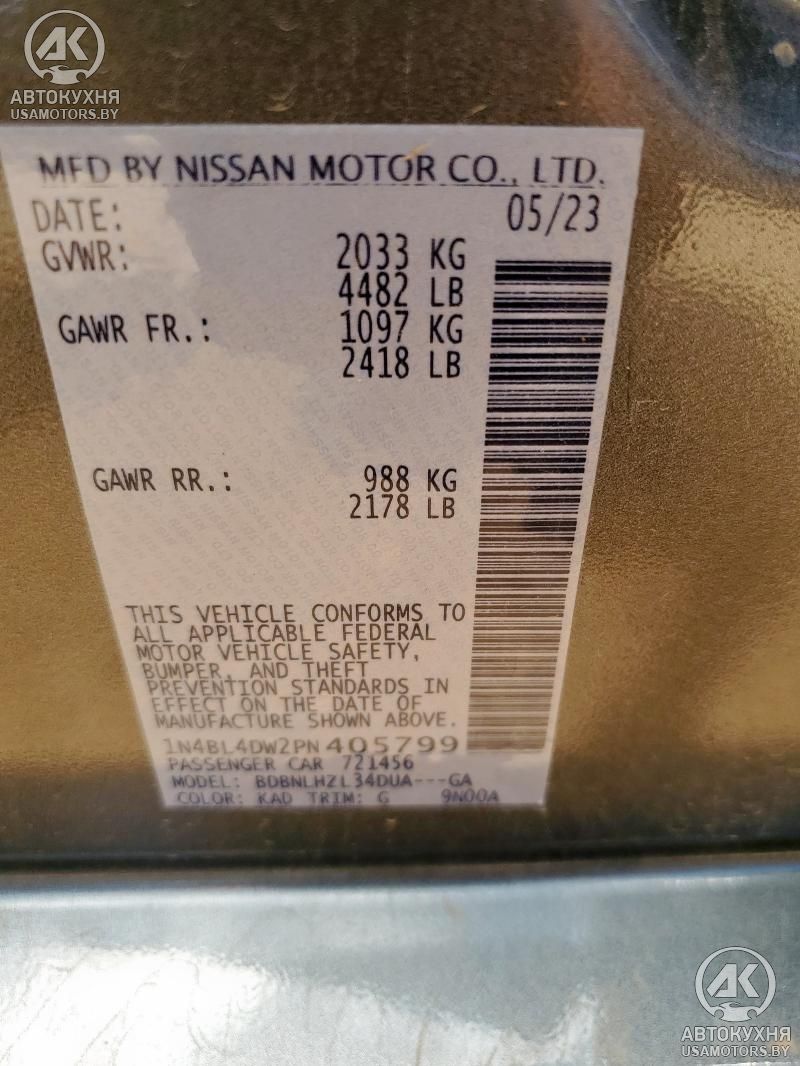 АК
АВТОКУХНЯ
USAMOTORS.BY
MFD BY NISSAN MOTOR CO., LTD.
DATE: 05/23
GVWR: 2033 KG
4482 LB
GAWR FR.: 1097 KG
2418 LB
GAWR RR.: 988 KG
2178 LB
THIS VEHICLE CONFORMS TO
ALL APPLICABLE FEDERAL
MOTOR VEHICLE SAFETY,
BUMPER, AND THEFT
PREVENTION STANDARDS IN
EFFECT ON THE DATE OF
MANUFACTURE SHOWN ABOVE.
1N4BL4DW2PN405799
PASSENGER CAR 721456
MODEL: BDBNLHZL34DUA---GA
COLOR: KAD TRIM: G 9N00A
АК
АВТОКУХНЯ
USAMOTORS.BY